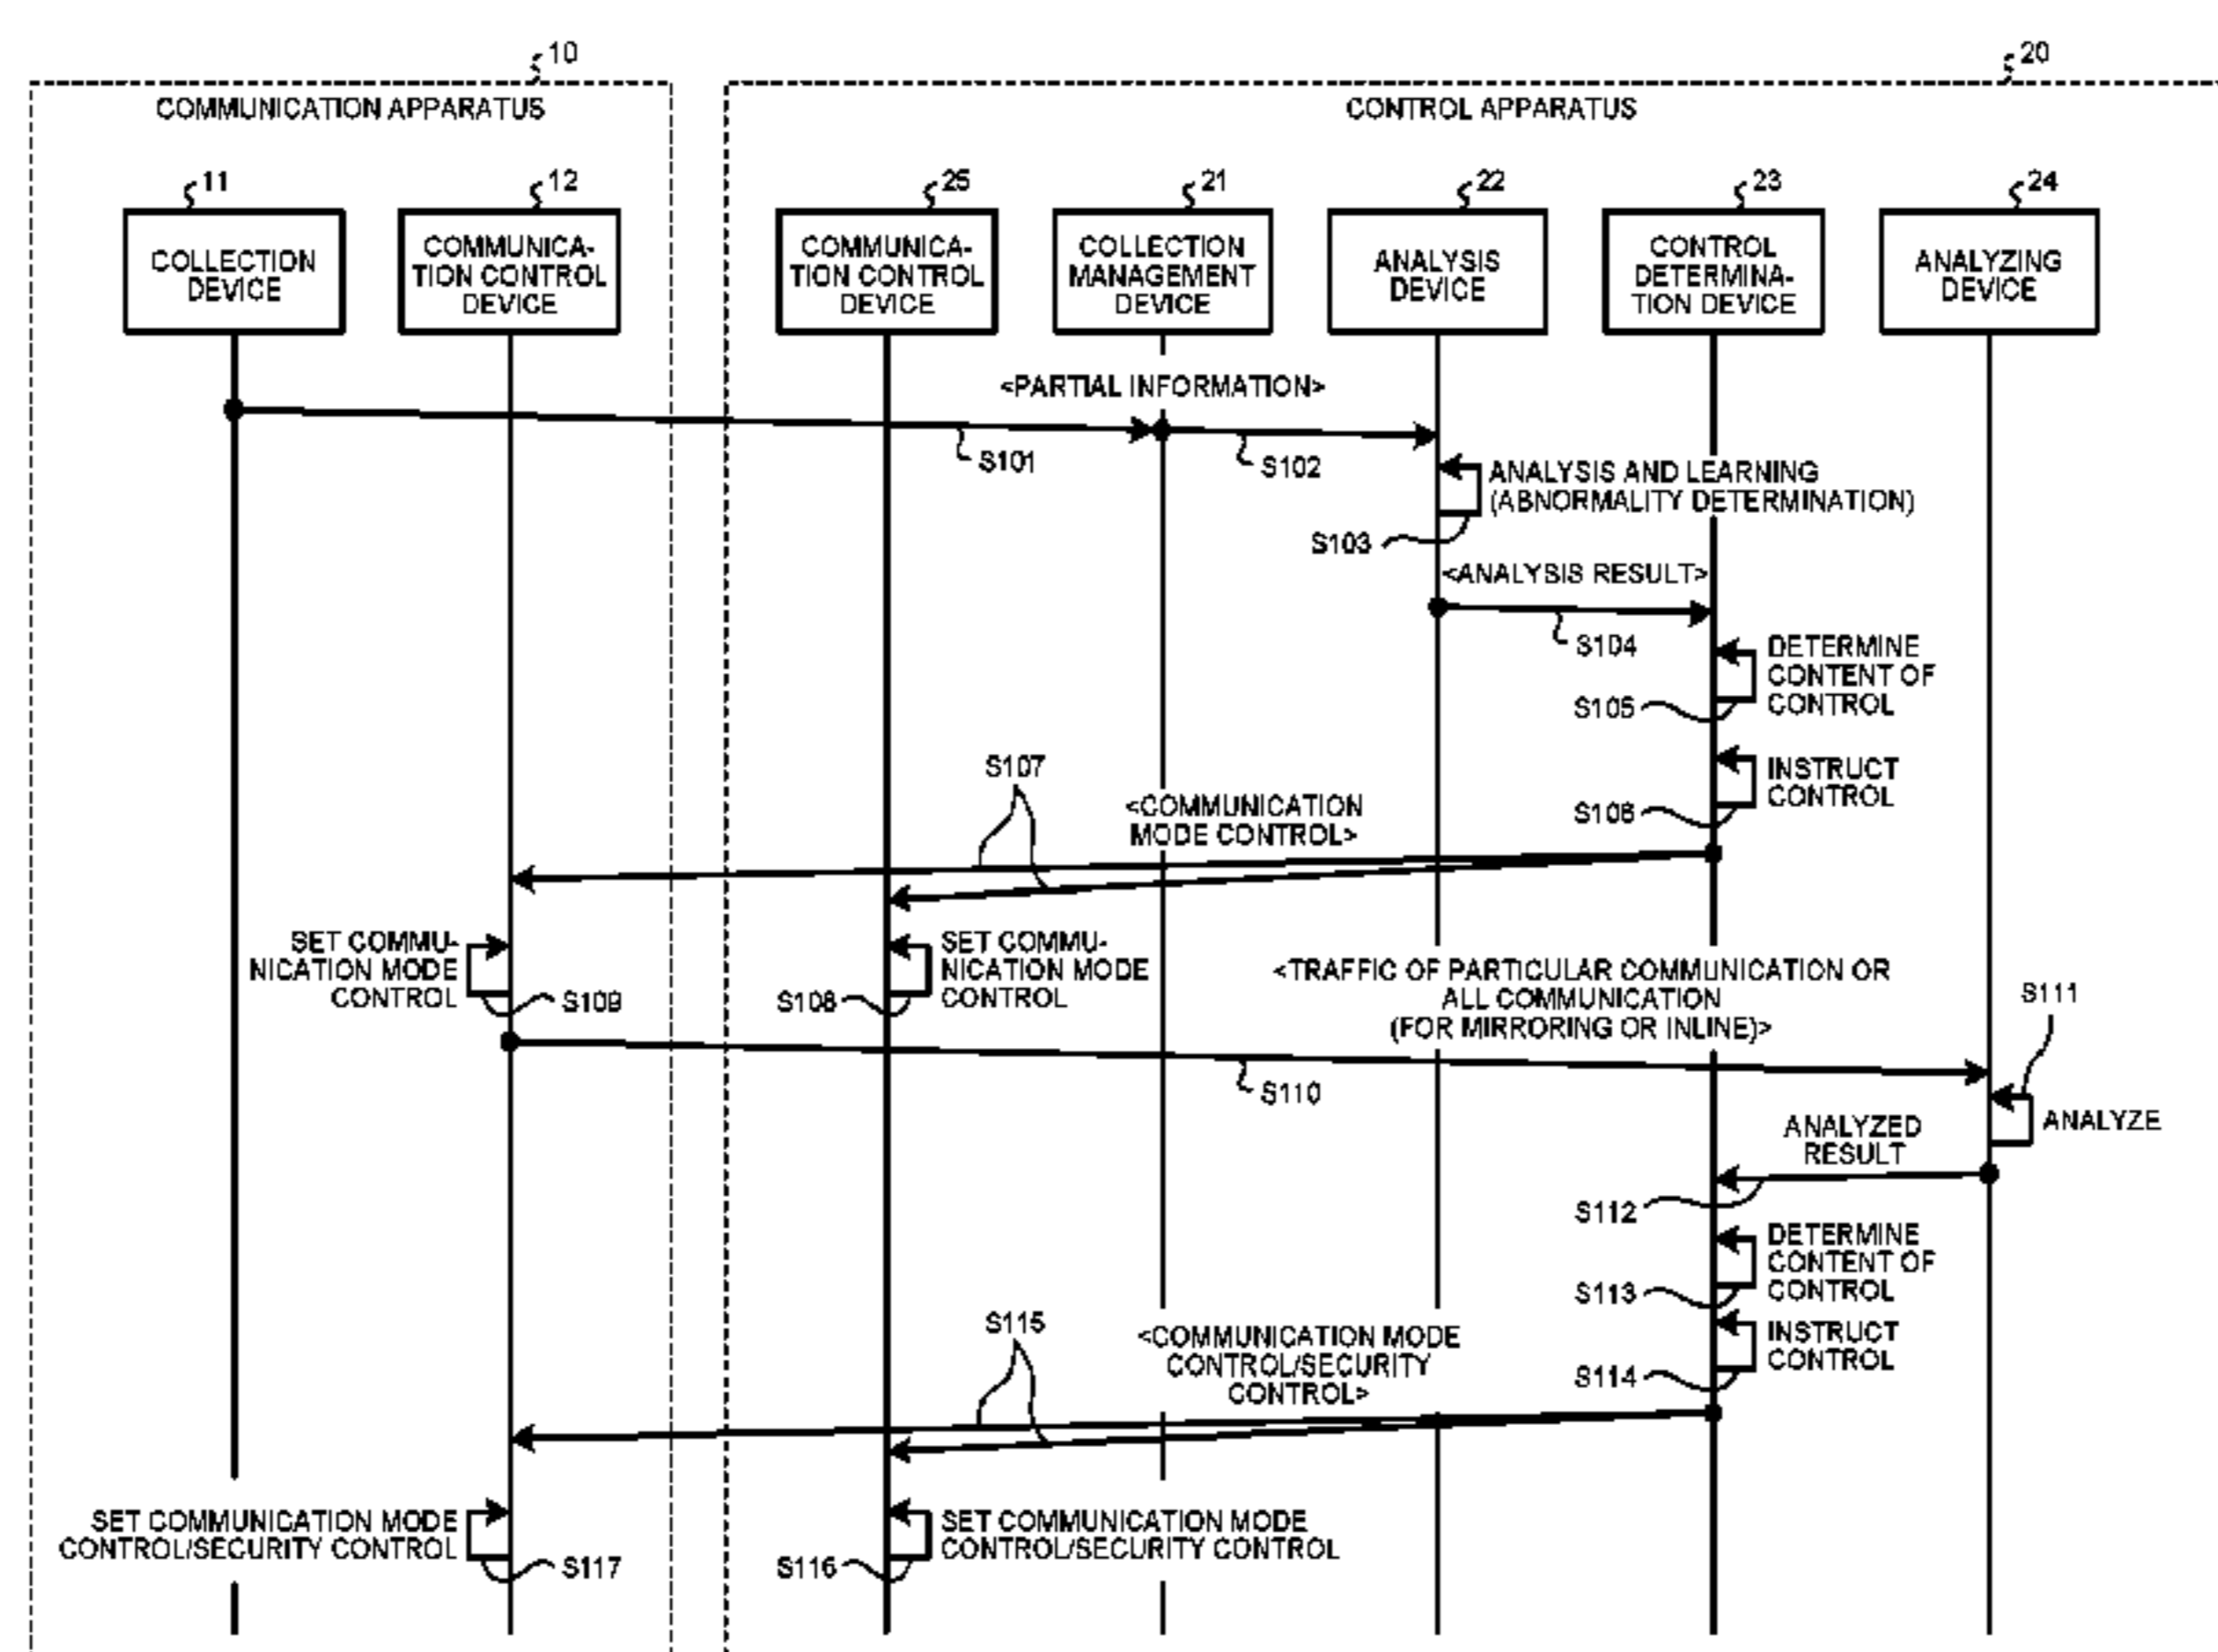 10
20
COMMUNICATION APPARATUS
CONTROL APPARATUS
11
12
25
21
22
23
24
COLLECTION
DEVICE
COMMUNICA-
TION CONTROL
DEVICE
COMMUNICA-
TION CONTROL
DEVICE
COLLECTION
MANAGEMENT
DEVICE
ANALYSIS
DEVICE
CONTROL
DETERMINA-
TION DEVICE
ANALYZING
DEVICE
<PARTIAL INFORMATION>
S101
S102
ANALYSIS AND LEARNING
(ABNORMALITY DETERMINATION)
S103
<ANALYSIS RESULT>
S104
DETERMINE
CONTENT OF
CONTROL
S105
INSTRUCT
CONTROL
S106
S107
<COMMUNICATION
MODE CONTROL>
SET COMMU-
NICATION MODE
CONTROL
S109
SET COMMU-
NICATION MODE
CONTROL
S108
<TRAFFIC OF PARTICULAR COMMUNICATION OR
ALL COMMUNICATION
(FOR MIRRORING OR INLINE)>
S110
S111
ANALYZE
ANALYZED
RESULT
S112
DETERMINE
CONTENT OF
CONTROL
S113
INSTRUCT
CONTROL
S114
S115
<COMMUNICATION MODE
CONTROL/SECURITY
CONTROL>
SET COMMUNICATION MODE
CONTROL/SECURITY CONTROL
S117
SET COMMUNICATION MODE
CONTROL/SECURITY CONTROL
S116